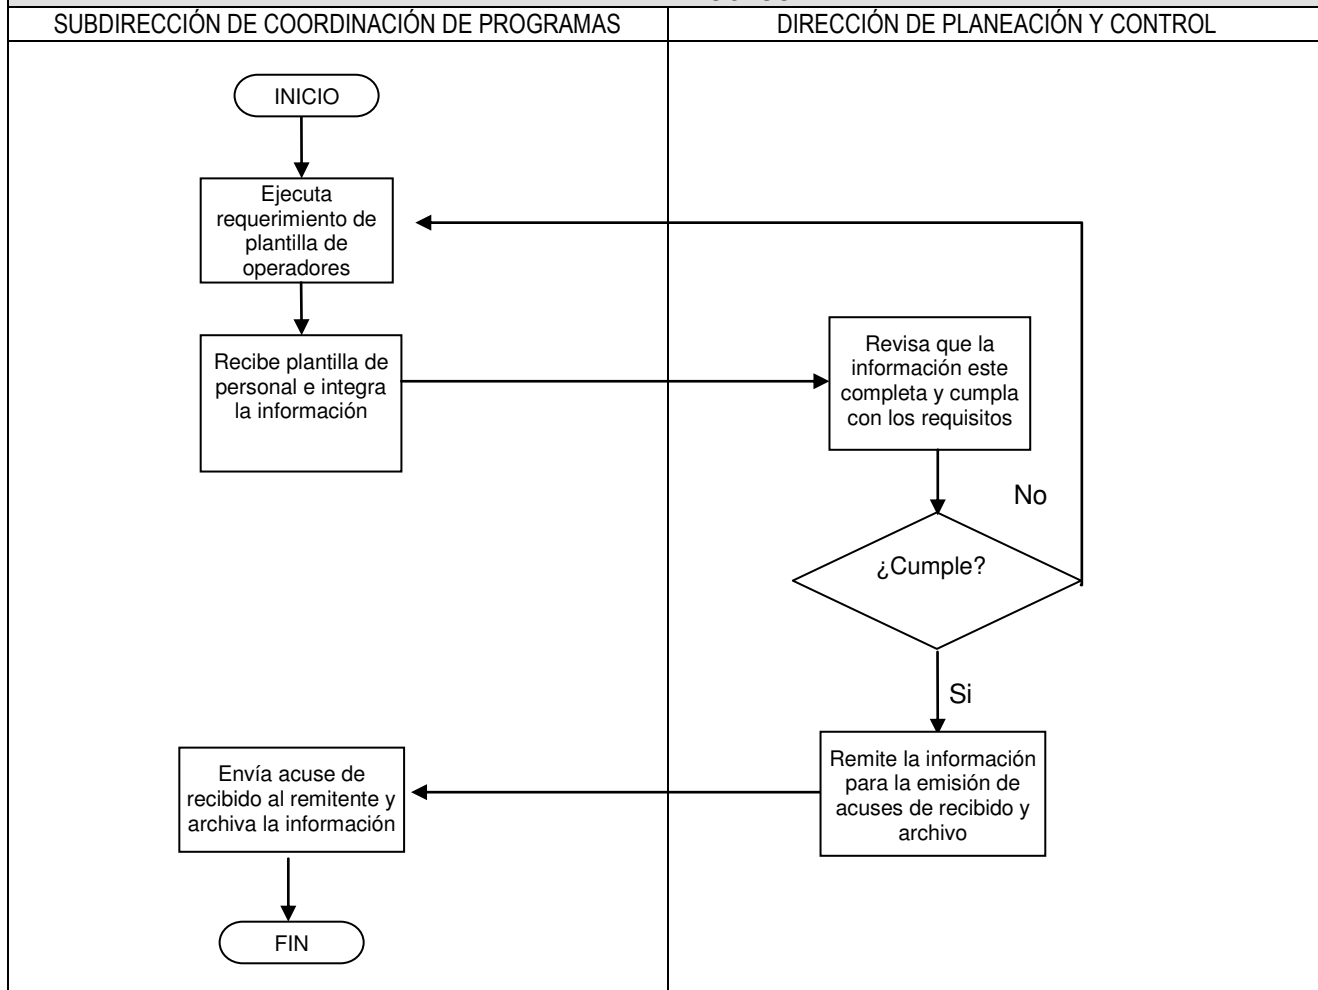 SUBDIRECCIÓN DE COORDINACIÓN DE PROGRAMAS
DIRECCIÓN DE PLANEACIÓN Y CONTROL
INICIO
Ejecuta
requerimiento de
plantilla de
operadores
Recibe plantilla de
personal e integra
la información
Revisa que la
información este
completa y cumpla
con los requisitos
No
¿Cumple?
Si
Remite la información
para la emisión de
acuses de recibido y
archivo
Envía acuse de
recibido al remitente y
archiva la información
FIN